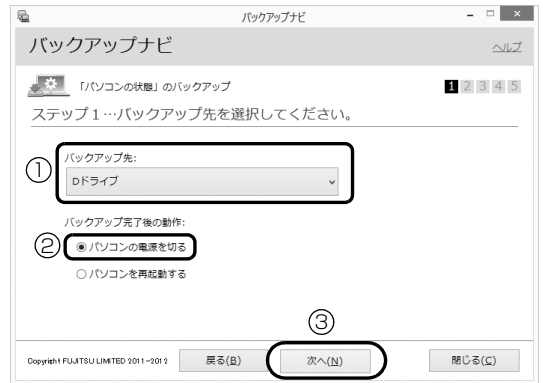 バックアップナビ
バックアップナビ
ヘルプ
「パソコンの状態」のバックアップ
1 2 3 4 5
ステップ1…バックアップ先を選択してください。
①
バックアップ先:
Dドライブ
バックアップ完了後の動作:
②
パソコンの電源を切る
パソコンを再起動する
③
Copyright FUJITSU LIMITED 2011-2012
戻る(B)
次へ(N)
閉じる(C)